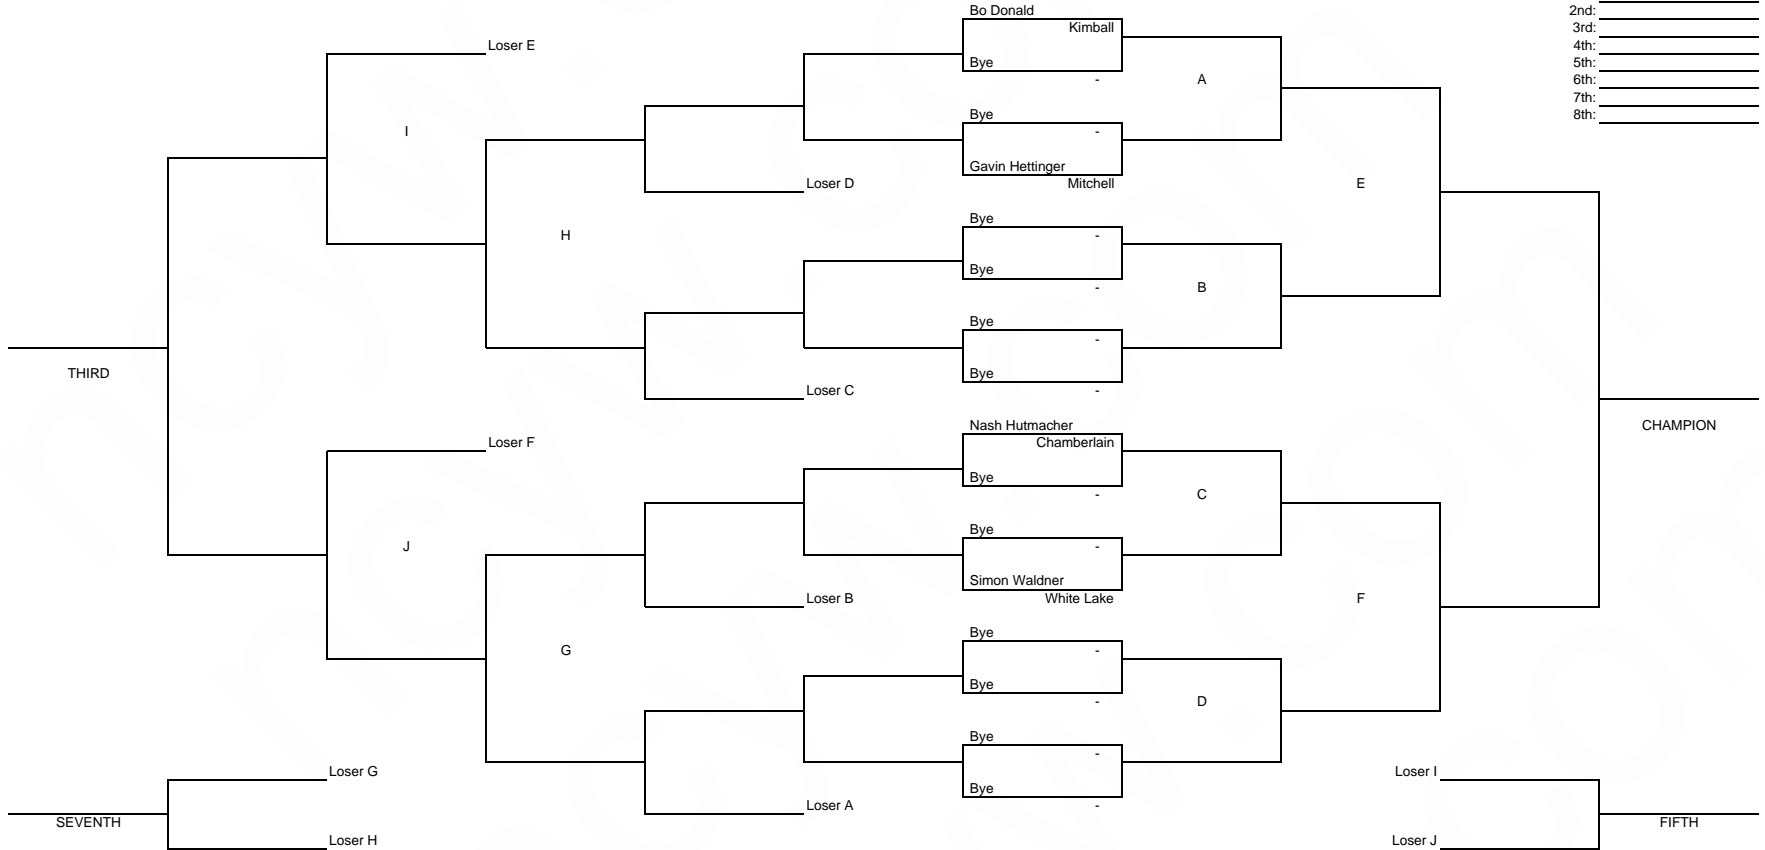 Bo Donald
Kimball
Bye
-
A
Bye
-
Gavin Hettinger
Mitchell
Bye
-
Bye
-
B
Bye
-
Bye
-
Nash Hutmacher
Chamberlain
Bye
-
C
Bye
-
Simon Waldner
White Lake
Bye
-
Bye
-
D
Bye
-
Bye
-
E
F
CHAMPION
2nd:
3rd:
4th:
5th:
6th:
7th:
8th:
Loser E
I
Loser D
H
Loser C
THIRD
Loser F
J
Loser B
G
Loser A
Loser G
SEVENTH
Loser H
Loser I
FIFTH
Loser J
ncyw.com